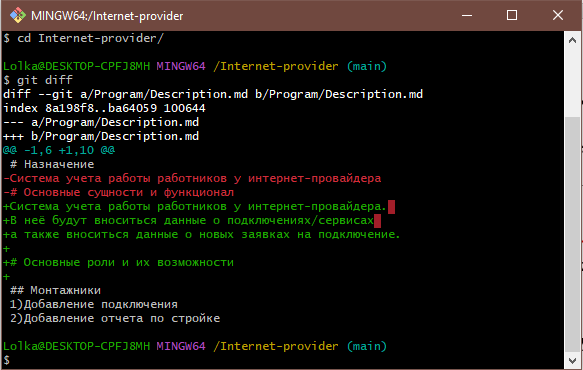 MINGW64:/Internet-provider
$ cd Internet-provider/
Lolka@DESKTOP-CPFJ8MH MINGW64 /Internet-provider (main)
$ git diff
diff --git a/Program/Description.md b/Program/Description.md
index 8a198f8..ba64059 100644
--- a/Program/Description.md
+++ b/Program/Description.md
@@ -1,6 +1,10 @@
 # Назначение
-Система учета работы работников у интернет-провайдера
-# Основные сущности и функционал
+Система учета работы работников у интернет-провайдера.
+В неё будут вноситься данные о подключениях/сервисах
+а также вноситься данные о новых заявках на подключение.
+
+# Основные роли и их возможности
+
 ## Монтажники
 1)Добавление подключения
 2)Добавление отчета по стройке
Lolka@DESKTOP-CPFJ8MH MINGW64 /Internet-provider (main)
$